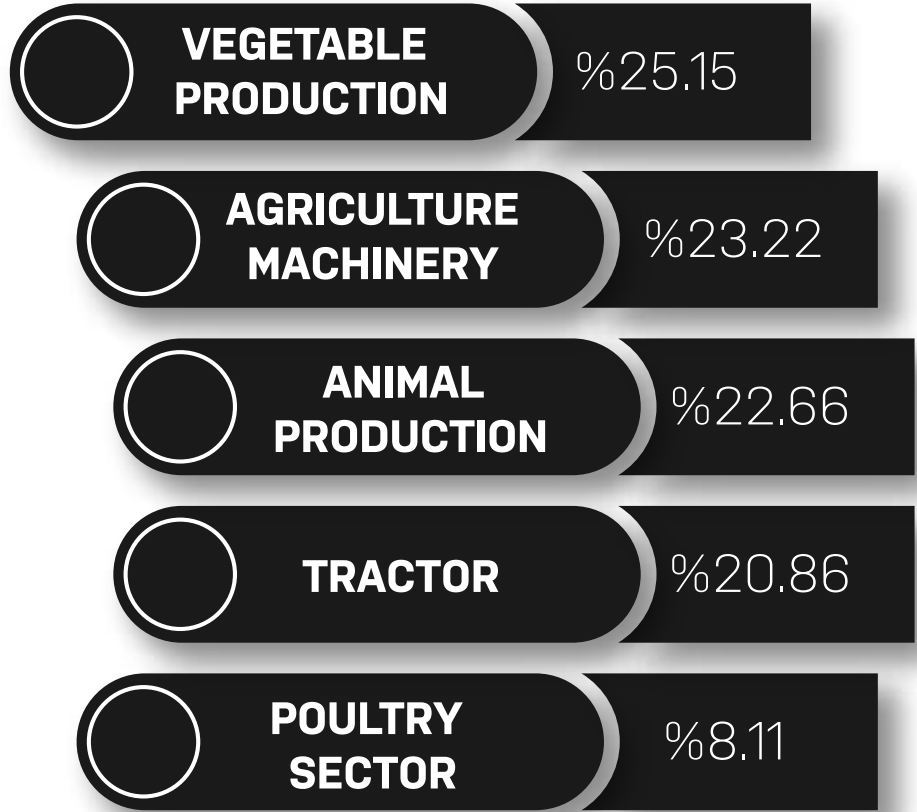 VEGETABLE
PRODUCTION
%25.15
AGRICULTURE
MACHINERY
%23.22
ANIMAL
PRODUCTION
%22.66
TRACTOR
%20.86
POULTRY
SECTOR
%8.11